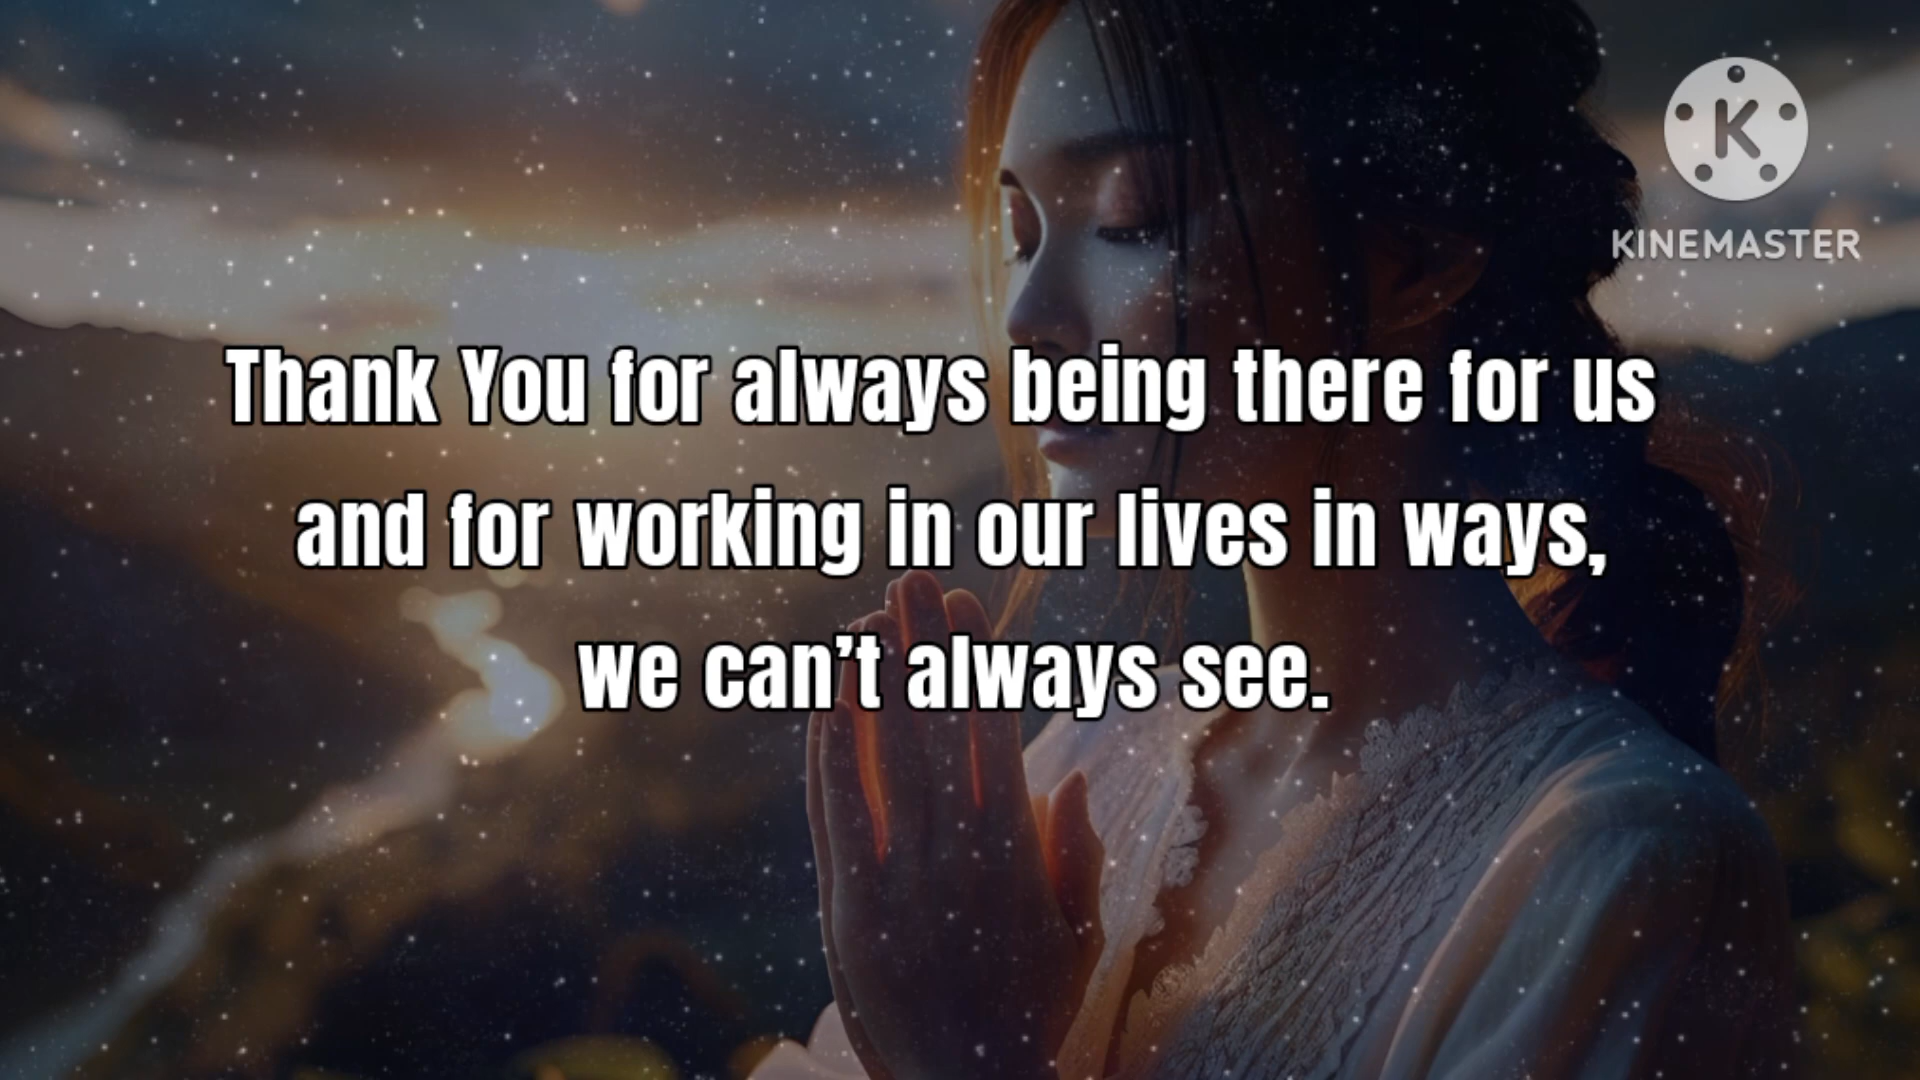 K
KINEMASTER
Thank You for always being there for us
and for working in our lives in ways,
we can’t always see.